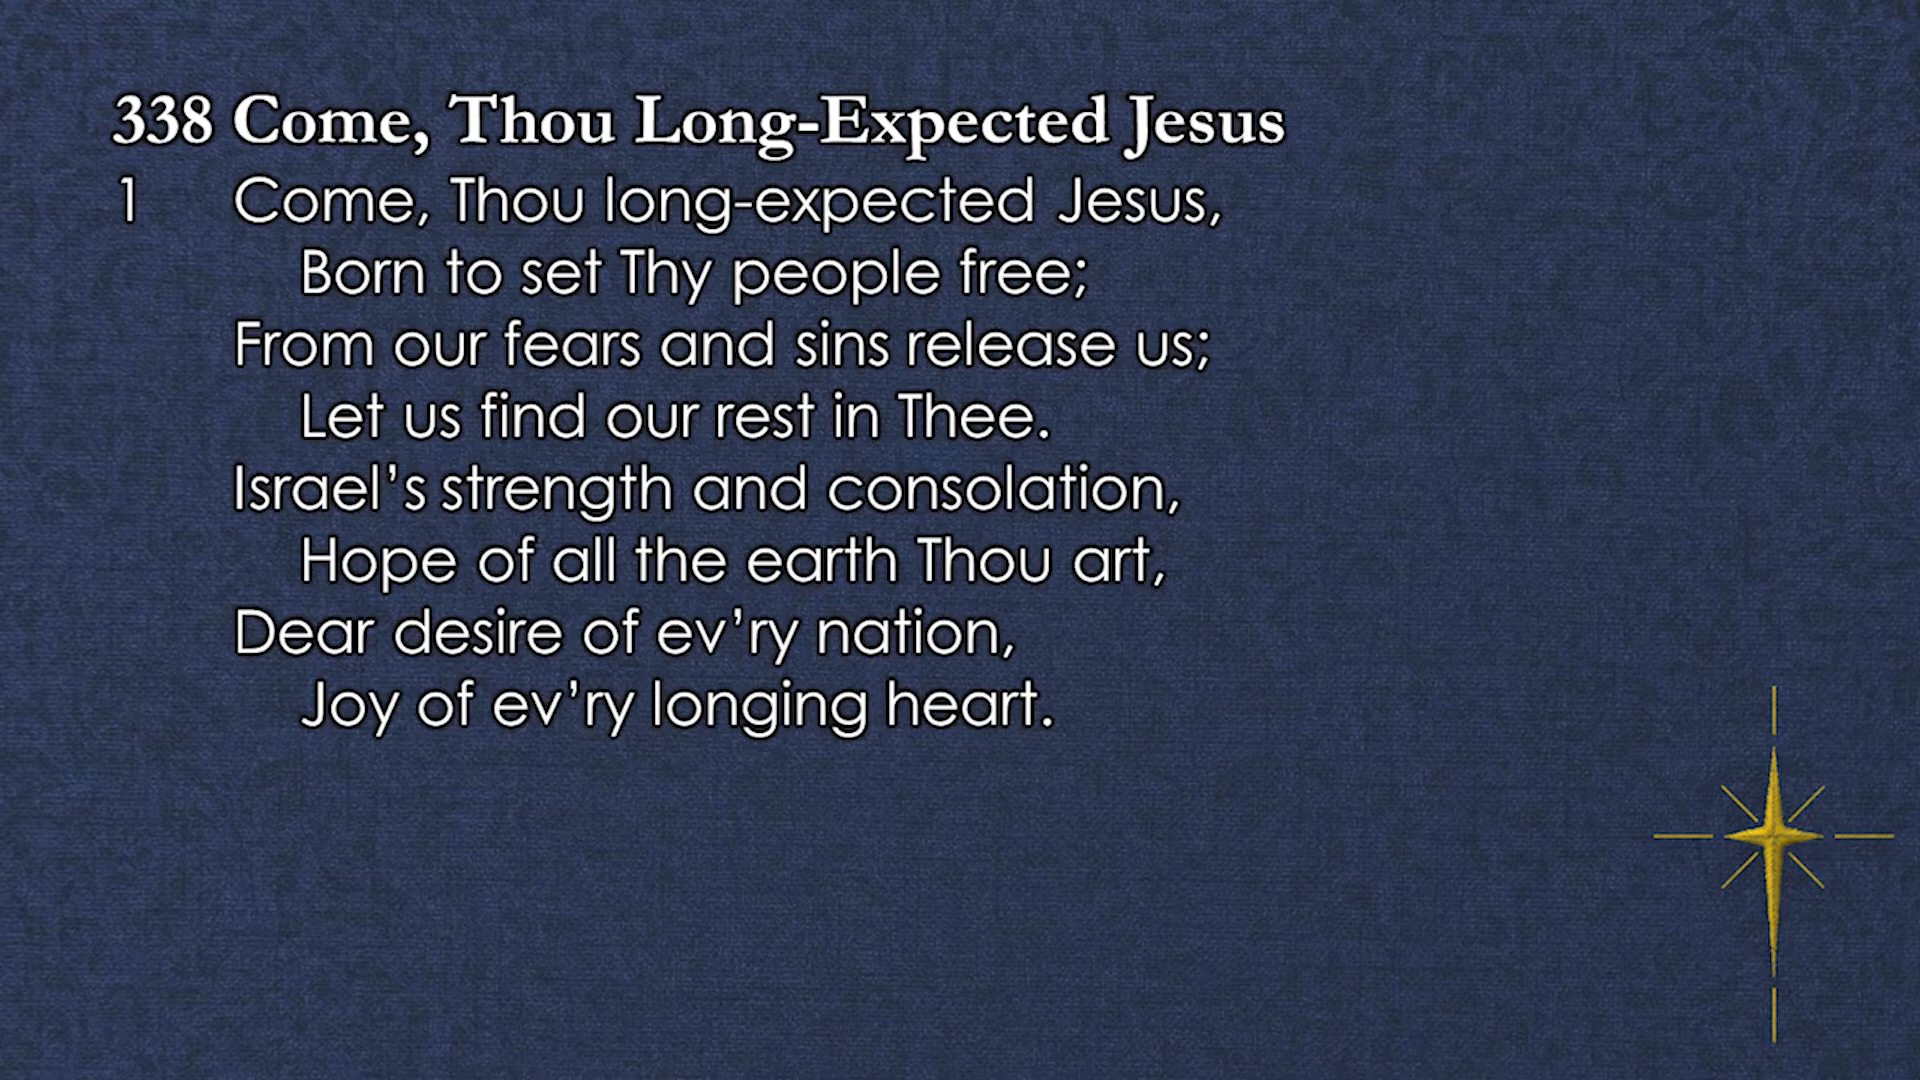 338 Come, Thou Long-Expected Jesus
1 Come, Thou long-expected Jesus,
Born to set Thy people free;
From our fears and sins release us;
Let us find our rest in Thee.
Israel’s strength and consolation,
Hope of all the earth Thou art,
Dear desire of ev’ry nation,
Joy of ev’ry longing heart.